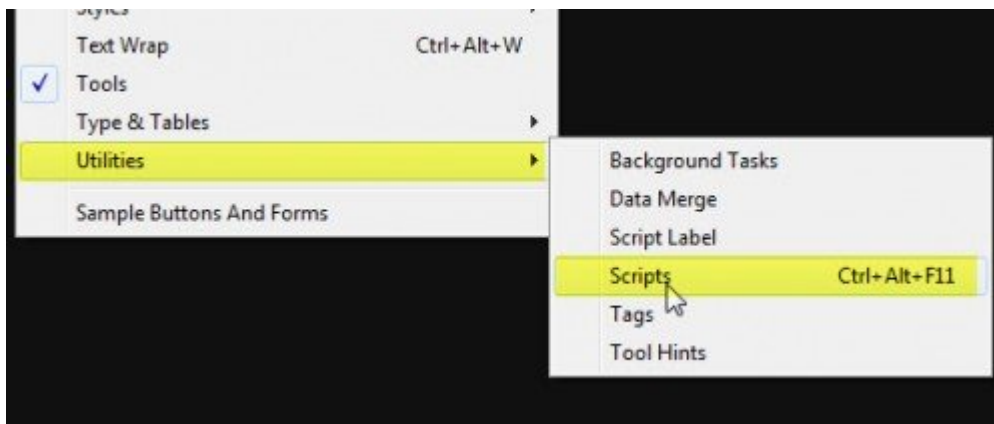 Styles
Text Wrap Ctrl+Alt+W
Tools
Type & Tables
Utilities
Sample Buttons And Forms
Background Tasks
Data Merge
Script Label
Scripts Ctrl+Alt+F11
Tags
Tool Hints